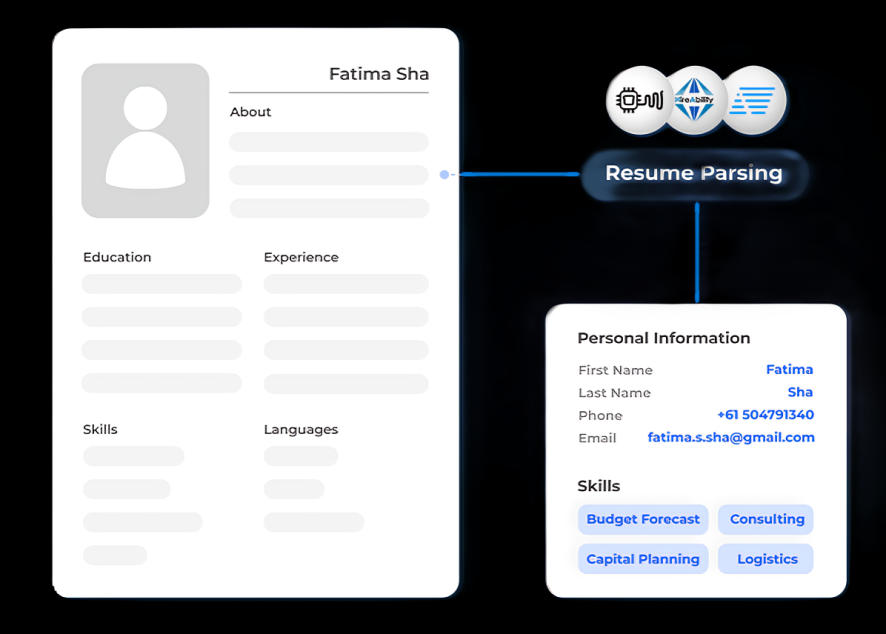 Fatima Sha
About
Education
Experience
Skills
Languages
Resume Parsing
Personal Information
First Name Fatima
Last Name Sha
Phone +61 504791340
Email fatima.s.sha@gmail.com
Skills
Budget Forecast Consulting
Capital Planning Logistics